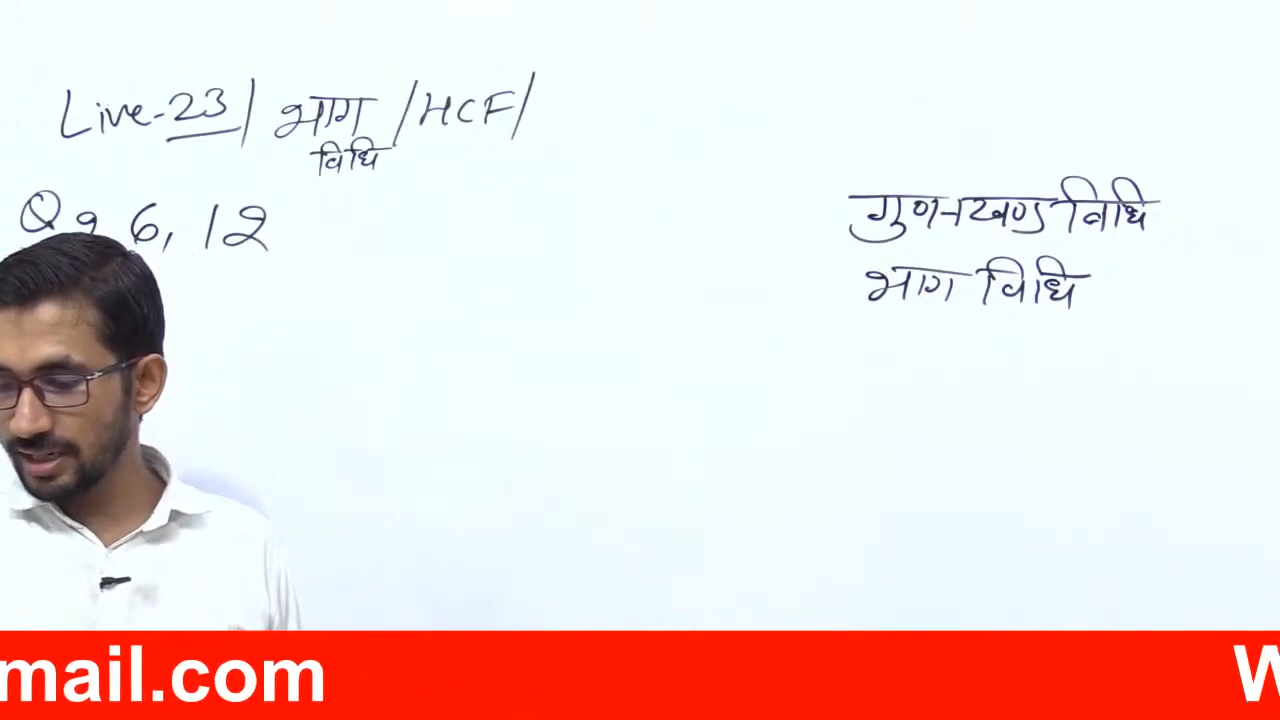 Live-23| भाग /HCF/
विधि
Q 6, 12
गुणनखण्ड विधि
भाग विधि
mail.com